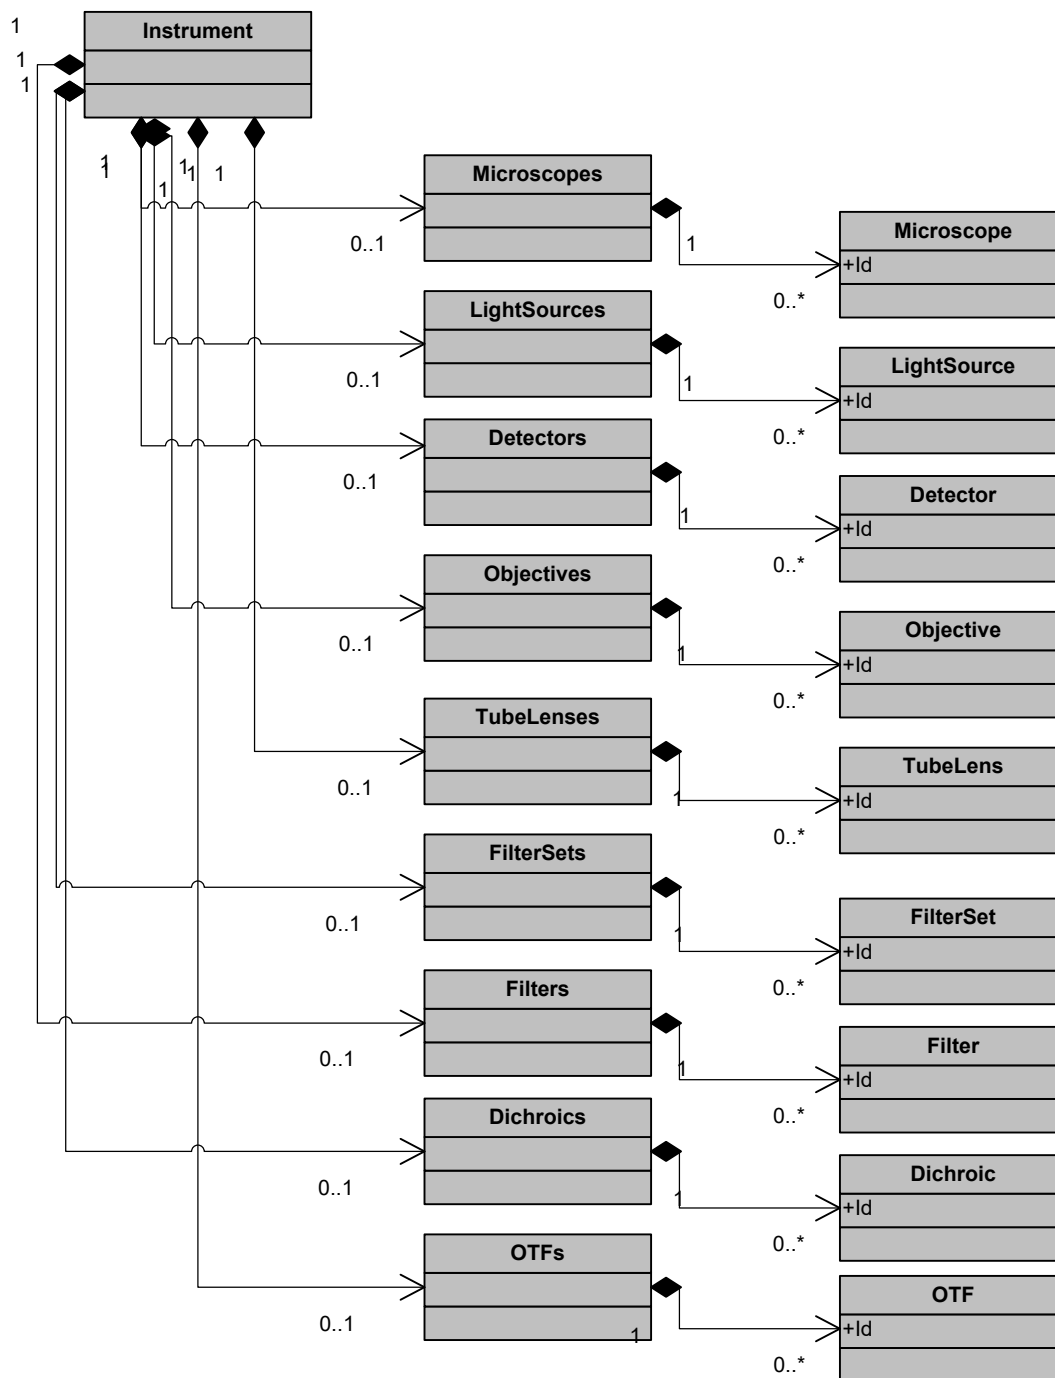 1
Instrument
1
1
1
1
1
1
1
1
Microscopes
0..1
1
Microscope
+Id
0..*
LightSources
0..1
1
LightSource
+Id
0..*
Detectors
0..1
1
Detector
+Id
0..*
Objectives
0..1
1
Objective
+Id
0..*
TubeLenses
0..1
1
TubeLens
+Id
0..*
FilterSets
0..1
1
FilterSet
+Id
0..*
Filters
0..1
1
Filter
+Id
0..*
Dichroics
0..1
1
Dichroic
+Id
0..*
OTFs
0..1
1
OTF
+Id
0..*